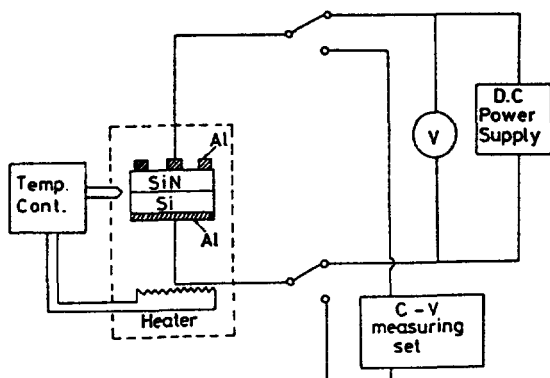 D.C
Power
Supply
V
Al
SiN
Si
Al
Temp.
Cont.
Heater
C-V
measuring
set